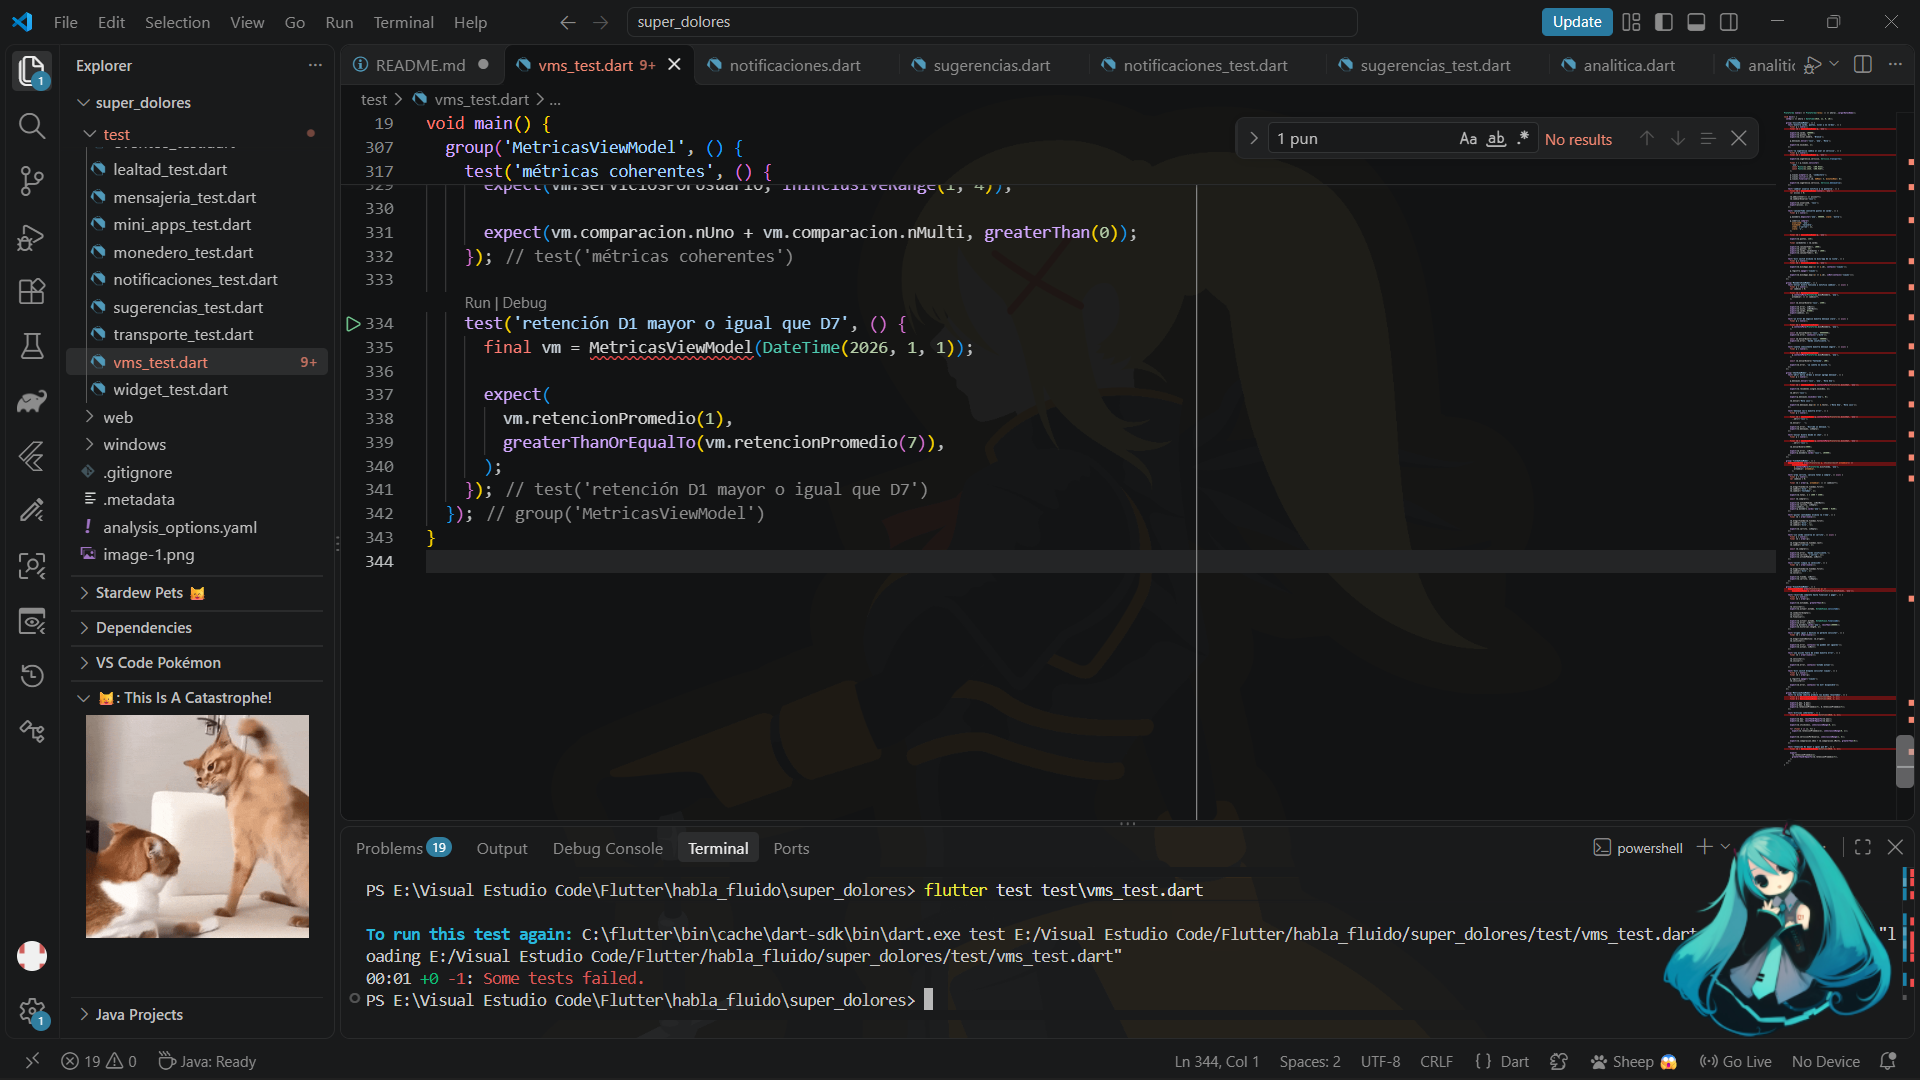 File Edit Selection View Go Run Terminal Help
super_dolores
Update
Explorer
README.md
vms_test.dart 9+
notificaciones.dart
sugerencias.dart
notificaciones_test.dart
sugerencias_test.dart
analitica.dart
super_dolores
test
lealtad_test.dart
mensajeria_test.dart
mini_apps_test.dart
monedero_test.dart
notificaciones_test.dart
sugerencias_test.dart
transporte_test.dart
vms_test.dart 9+
widget_test.dart
web
windows
.gitignore
.metadata
analysis_options.yaml
image-1.png
Stardew Pets 😺
Dependencies
VS Code Pokémon
😺: This Is A Catastrophe!
Java Projects
test > vms_test.dart > ...
1 pun
Aa ab .* No results
19 void main() {
307 group('MetricasViewModel', () {
317 test('métricas coherentes', () {
329 expect(vm.serviciosPorUsuario, inInclusiveRange(1, 4));
330
331 expect(vm.comparacion.nUno + vm.comparacion.nMulti, greaterThan(0));
332 }); // test('métricas coherentes')
333
Run | Debug
334 test('retención D1 mayor o igual que D7', () {
335 final vm = MetricasViewModel(DateTime(2026, 1, 1));
336
337 expect(
338 vm.retencionPromedio(1),
339 greaterThanOrEqualTo(vm.retencionPromedio(7)),
340 );
341 }); // test('retención D1 mayor o igual que D7')
342 }); // group('MetricasViewModel')
343 }
344
Problems 19 Output Debug Console Terminal Ports
powershell
PS E:\Visual Estudio Code\Flutter\habla_fluido\super_dolores> flutter test test\vms_test.dart
To run this test again: C:\flutter\bin\cache\dart-sdk\bin\dart.exe test E:/Visual Estudio Code/Flutter/habla_fluido/super_dolores/test/vms_test.dart "l
oading E:/Visual Estudio Code/Flutter/habla_fluido/super_dolores/test/vms_test.dart"
00:01 +0 -1: Some tests failed.
PS E:\Visual Estudio Code\Flutter\habla_fluido\super_dolores>
19 0 Java: Ready
Ln 344, Col 1 Spaces: 2 UTF-8 CRLF {} Dart Sheep 😱 Go Live No Device